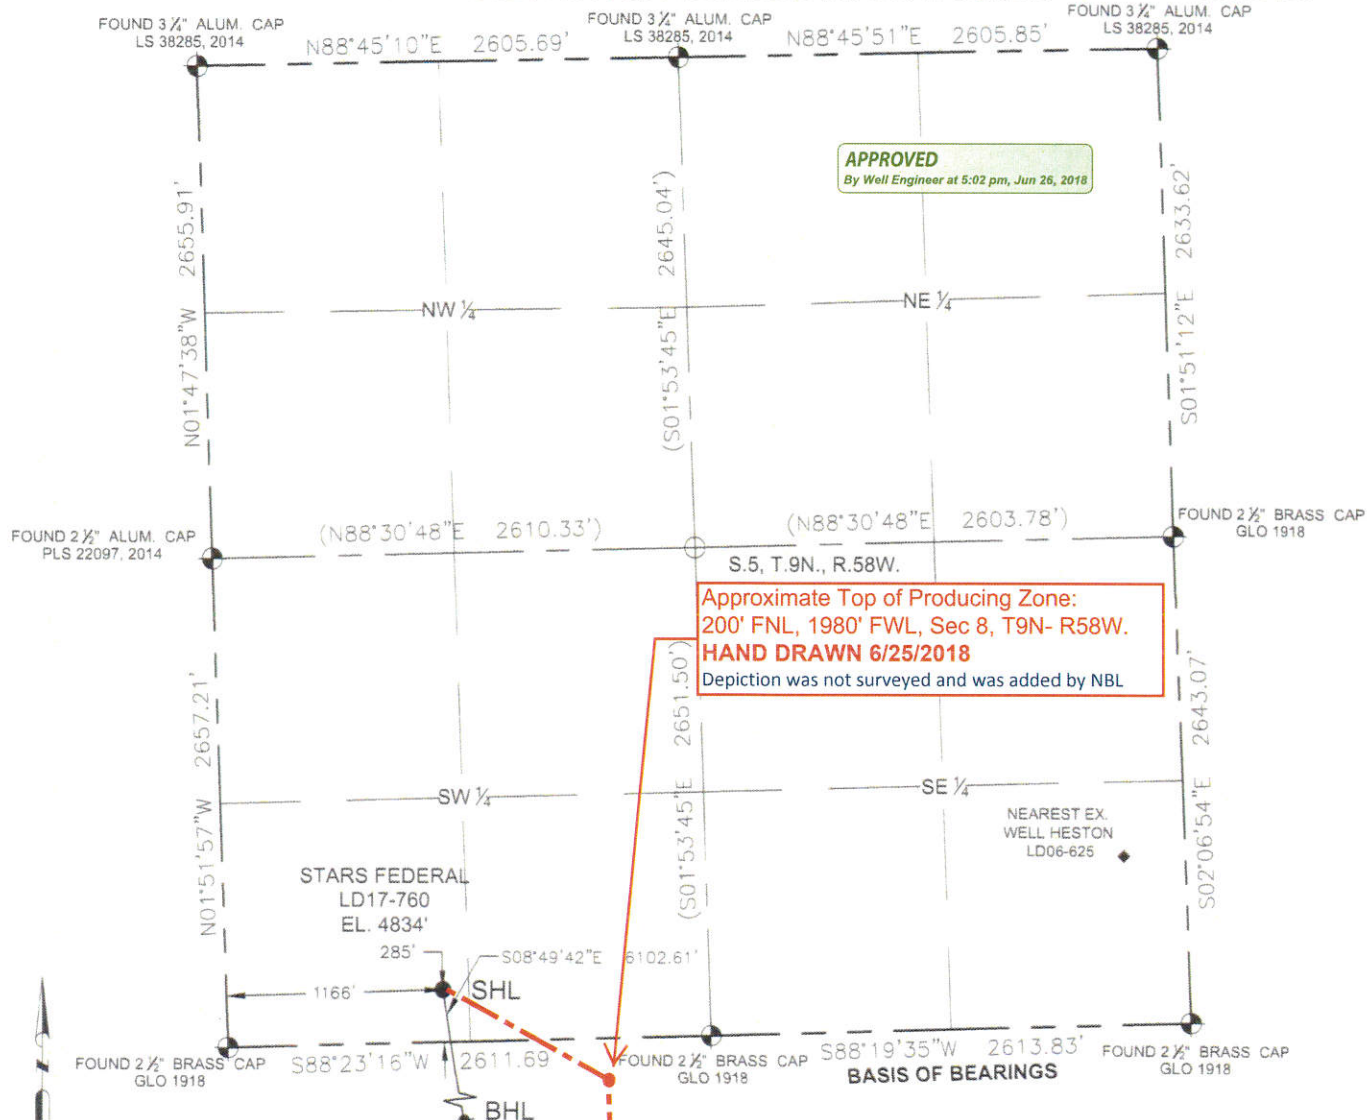 FOUND 3 ¼" ALUM. CAP
LS 38285, 2014
FOUND 3 ¼" ALUM. CAP
LS 38285, 2014
FOUND 3 ¼" ALUM. CAP
LS 38285, 2014
N88°45'10"E 2605.69'
N88°45'51"E 2605.85'
APPROVED
By Well Engineer at 5:02 pm, Jun 26, 2018
N01°47'38"W 2655.91'
(S01°53'45"E 2645.04')
S01°51'12"E 2633.62'
NW ¼
NE ¼
FOUND 2 ½" ALUM. CAP
PLS 22097, 2014
(N88°30'48"E 2610.33')
(N88°30'48"E 2603.78')
FOUND 2 ½" BRASS CAP
GLO 1918
S.5, T.9N., R.58W.
Approximate Top of Producing Zone:
200' FNL, 1980' FWL, Sec 8, T9N- R58W.
HAND DRAWN 6/25/2018
Depiction was not surveyed and was added by NBL
N01°51'57"W 2657.21'
(S01°53'45"E 2651.50')
S02°06'54"E 2643.07'
SW ¼
SE ¼
NEAREST EX.
WELL HESTON
LD06-625
STARS FEDERAL
LD17-760
EL. 4834'
285'
S08°49'42"E 6102.61'
1166'
SHL
FOUND 2 ½" BRASS CAP
GLO 1918
S88°23'16"W 2611.69
FOUND 2 ½" BRASS CAP
GLO 1918
S88°19'35"W 2613.83'
BASIS OF BEARINGS
FOUND 2 ½" BRASS CAP
GLO 1918
BHL